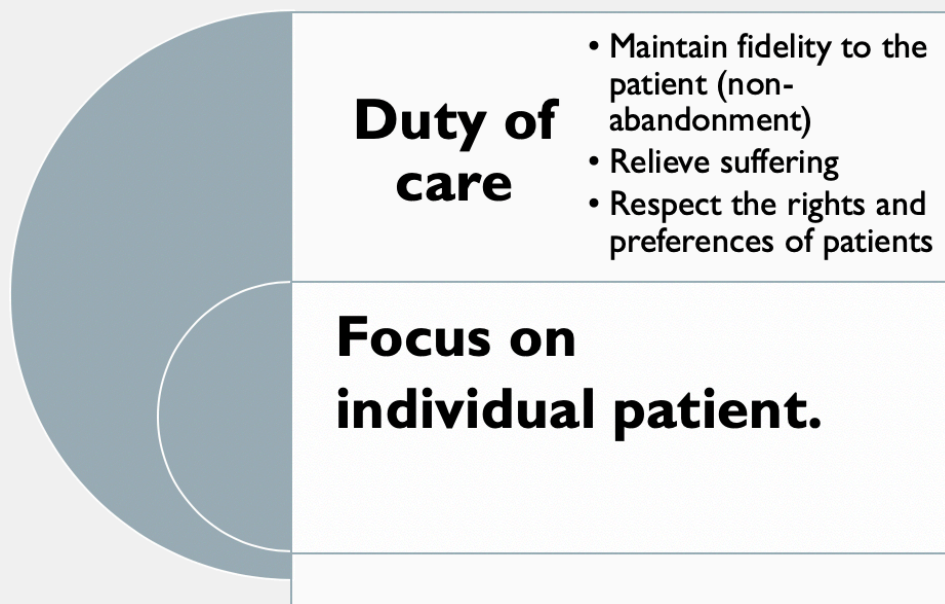 Duty of
care
• Maintain fidelity to the
patient (non-
abandonment)
• Relieve suffering
• Respect the rights and
preferences of patients
Focus on
individual patient.